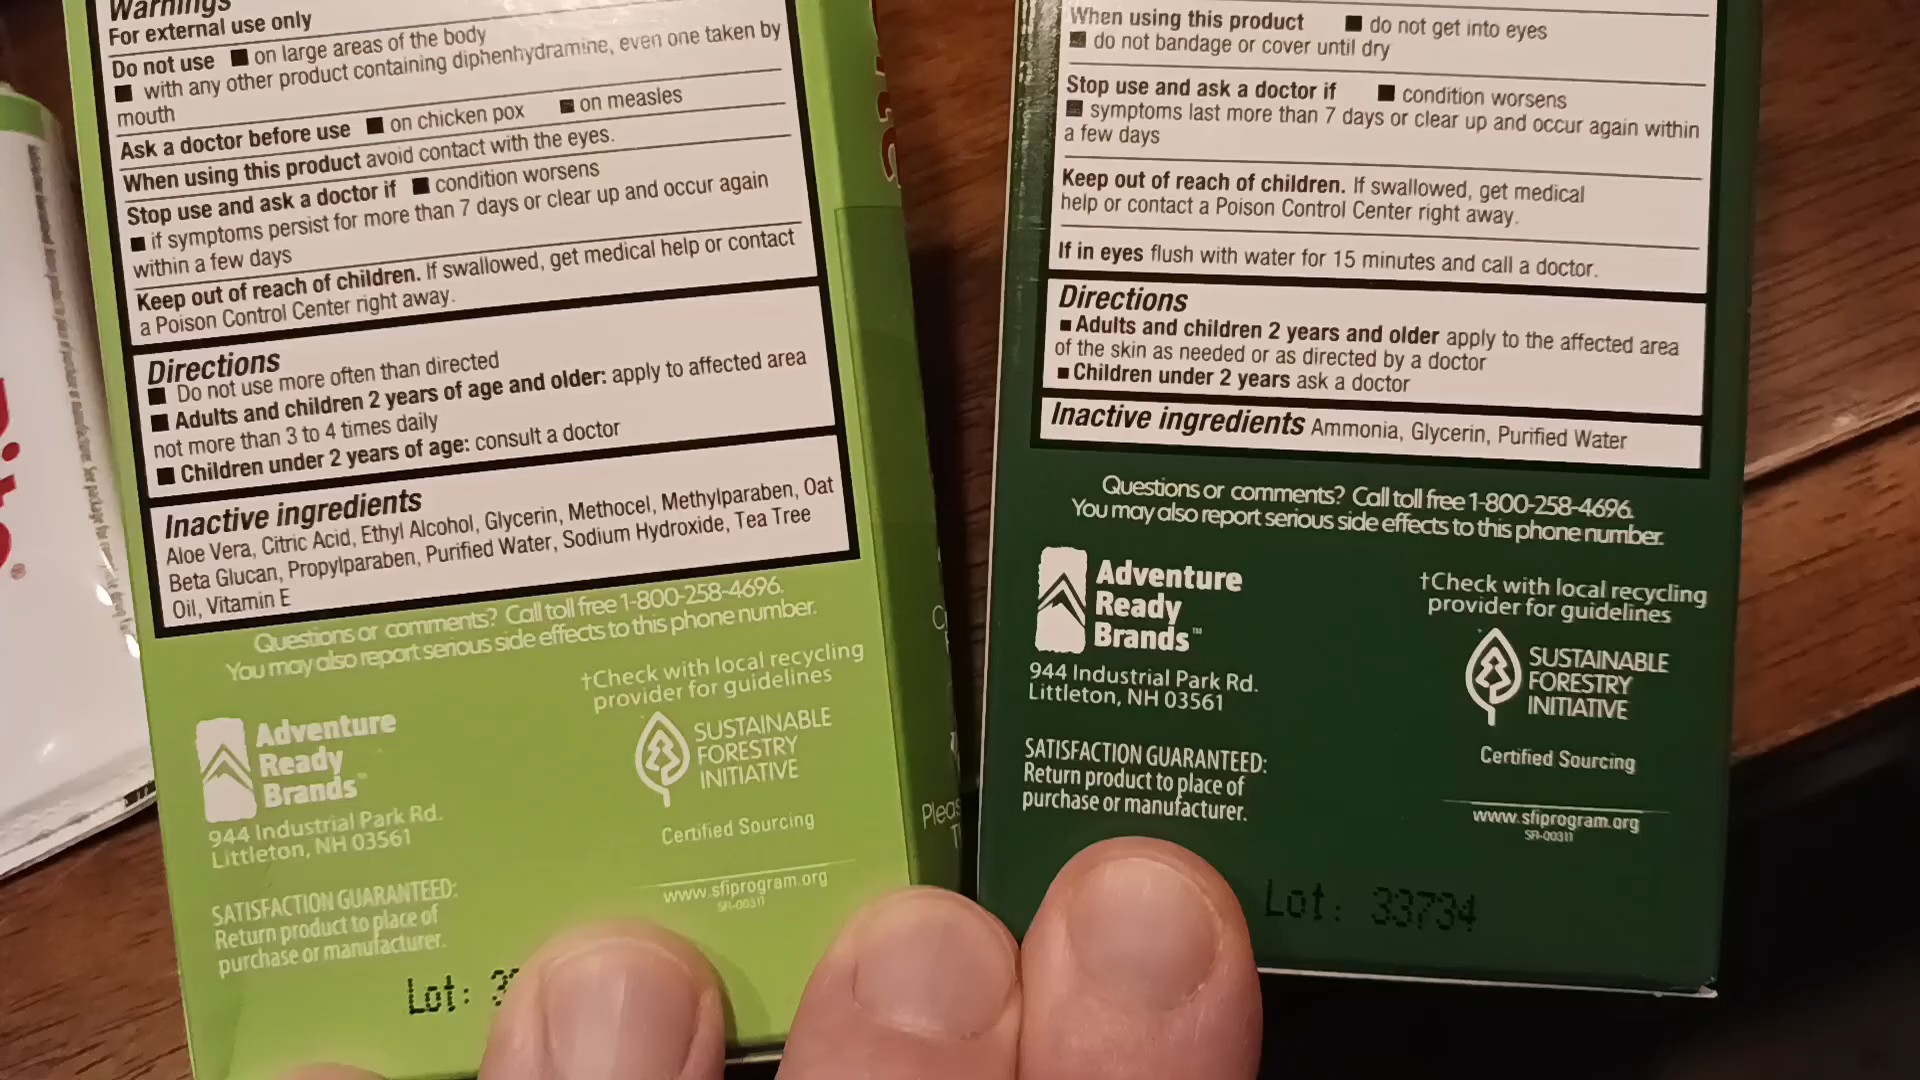 Warnings
For external use only
Do not use ■ on large areas of the body
■ with any other product containing diphenhydramine, even one taken by
mouth
Ask a doctor before use ■ on chicken pox ■ on measles
When using this product avoid contact with the eyes.
Stop use and ask a doctor if ■ condition worsens
■ if symptoms persist for more than 7 days or clear up and occur again
within a few days
Keep out of reach of children. If swallowed, get medical help or contact
a Poison Control Center right away.
Directions
■ Do not use more often than directed
■ Adults and children 2 years of age and older: apply to affected area
not more than 3 to 4 times daily
■ Children under 2 years of age: consult a doctor
Inactive ingredients
Aloe Vera, Citric Acid, Ethyl Alcohol, Glycerin, Methocel, Methylparaben, Oat
Beta Glucan, Propylparaben, Purified Water, Sodium Hydroxide, Tea Tree
Oil, Vitamin E
Questions or comments? Call toll free 1-800-258-4696.
You may also report serious side effects to this phone number.
†Check with local recycling
provider for guidelines
Adventure
Ready
Brands™
944 Industrial Park Rd.
Littleton, NH 03561
SUSTAINABLE
FORESTRY
INITIATIVE
Certified Sourcing
www.sfiprogram.org
SFI-00311
SATISFACTION GUARANTEED:
Return product to place of
purchase or manufacturer.
Lot:
When using this product ■ do not get into eyes
■ do not bandage or cover until dry
Stop use and ask a doctor if ■ condition worsens
■ symptoms last more than 7 days or clear up and occur again within
a few days
Keep out of reach of children. If swallowed, get medical
help or contact a Poison Control Center right away.
If in eyes flush with water for 15 minutes and call a doctor.
Directions
■ Adults and children 2 years and older apply to the affected area
of the skin as needed or as directed by a doctor
■ Children under 2 years ask a doctor
Inactive ingredients Ammonia, Glycerin, Purified Water
Questions or comments? Call toll free 1-800-258-4696.
You may also report serious side effects to this phone number.
Adventure
Ready
Brands™
944 Industrial Park Rd.
Littleton, NH 03561
†Check with local recycling
provider for guidelines
SUSTAINABLE
FORESTRY
INITIATIVE
Certified Sourcing
www.sfiprogram.org
SFI-00311
SATISFACTION GUARANTEED:
Return product to place of
purchase or manufacturer.
Lot: 33734